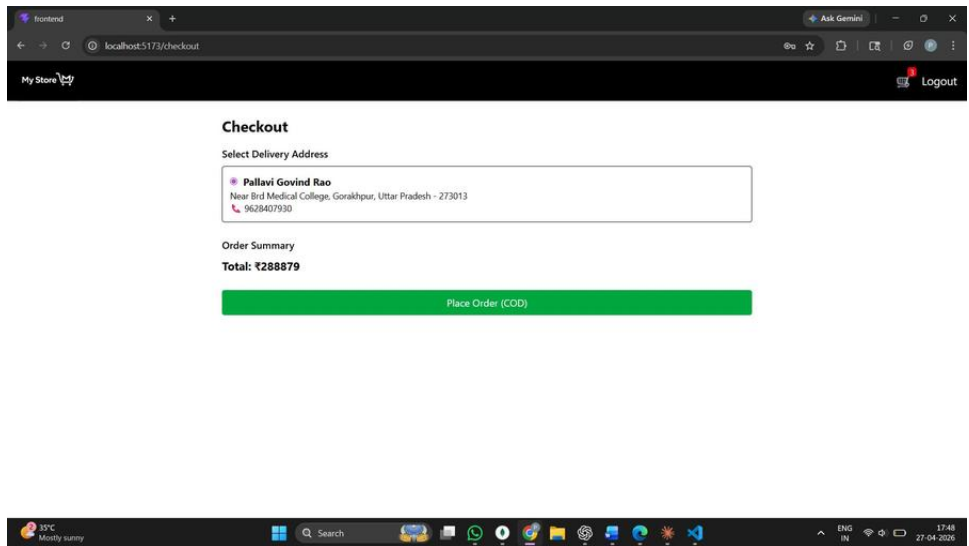 frontend
Ask Gemini
localhost:5173/checkout
My Store
3
Logout
Checkout
Select Delivery Address
Pallavi Govind Rao
Near Brd Medical College, Gorakhpur, Uttar Pradesh - 273013
9628407930
Order Summary
Total: ₹288879
Place Order (COD)
2
35°C
Mostly sunny
Search
ENG
IN
17:48
27-04-2026